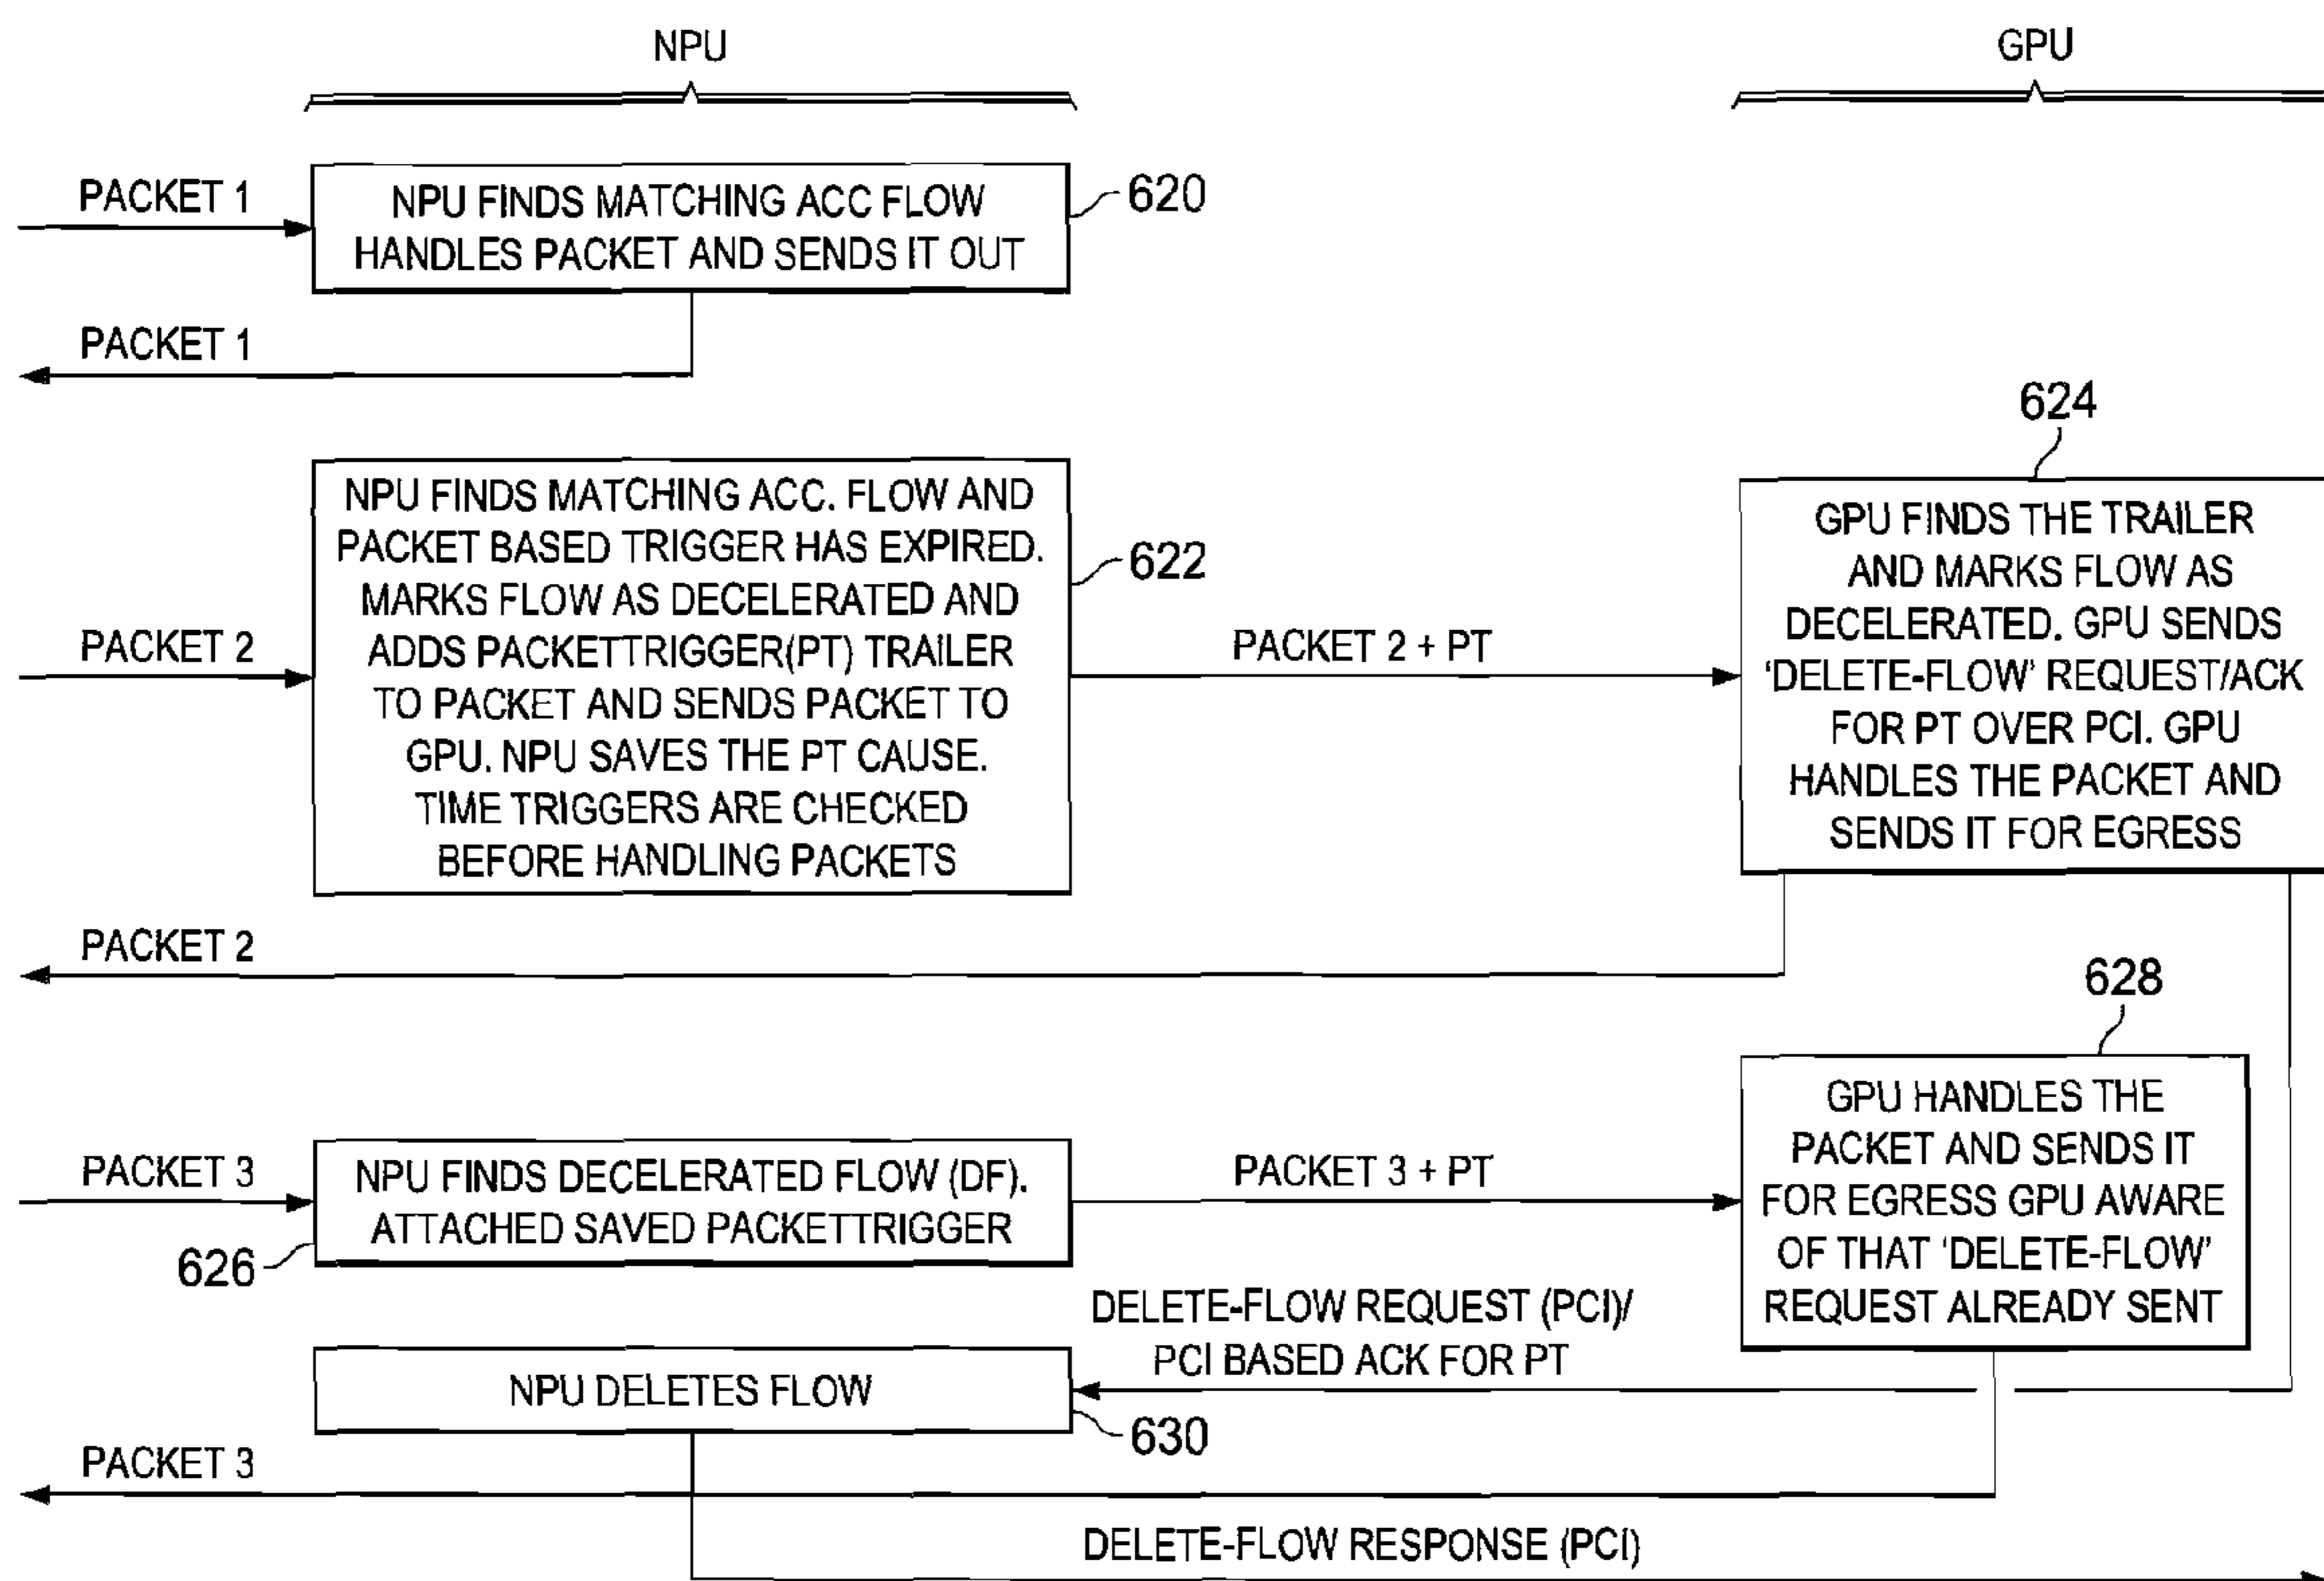 NPU
GPU
PACKET 1
NPU FINDS MATCHING ACC FLOW
HANDLES PACKET AND SENDS IT OUT
620
PACKET 1
624
NPU FINDS MATCHING ACC. FLOW AND
PACKET BASED TRIGGER HAS EXPIRED.
MARKS FLOW AS DECELERATED AND
ADDS PACKETTRIGGER(PT) TRAILER
TO PACKET AND SENDS PACKET TO
GPU. NPU SAVES THE PT CAUSE.
TIME TRIGGERS ARE CHECKED
BEFORE HANDLING PACKETS
622
PACKET 2
PACKET 2 + PT
GPU FINDS THE TRAILER
AND MARKS FLOW AS
DECELERATED. GPU SENDS
'DELETE-FLOW' REQUEST/ACK
FOR PT OVER PCI. GPU
HANDLES THE PACKET AND
SENDS IT FOR EGRESS
PACKET 2
628
PACKET 3
NPU FINDS DECELERATED FLOW (DF).
ATTACHED SAVED PACKETTRIGGER
626
PACKET 3 + PT
GPU HANDLES THE
PACKET AND SENDS IT
FOR EGRESS GPU AWARE
OF THAT 'DELETE-FLOW'
REQUEST ALREADY SENT
DELETE-FLOW REQUEST (PCI)/
PCI BASED ACK FOR PT
NPU DELETES FLOW
630
PACKET 3
DELETE-FLOW RESPONSE (PCI)